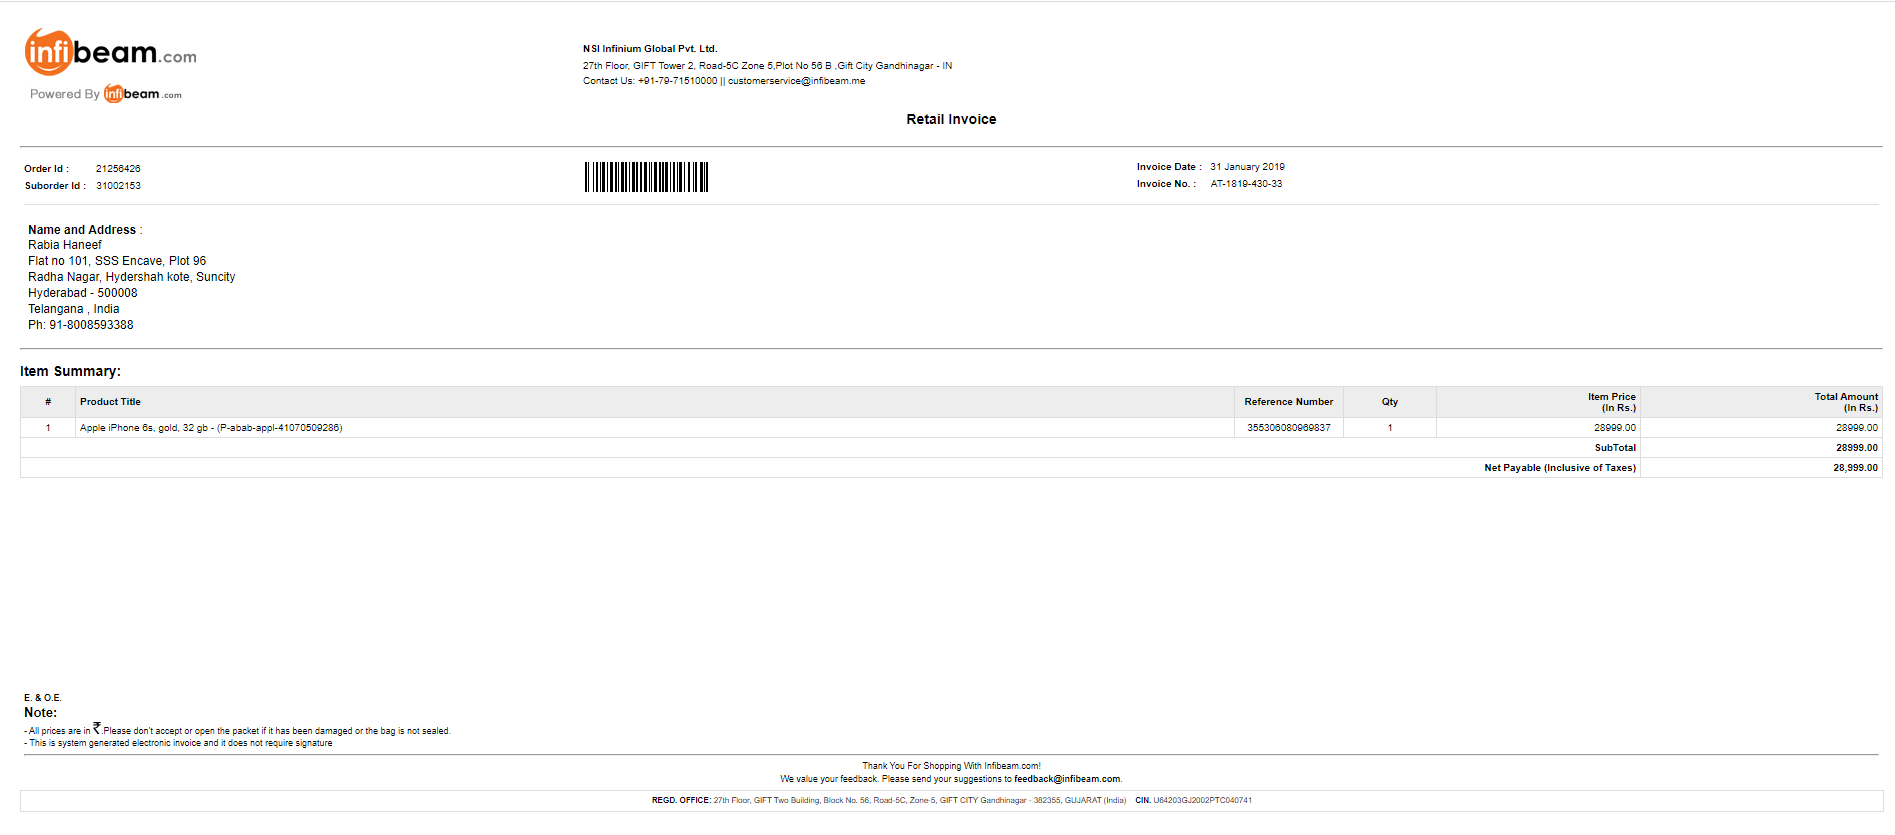 infibeam.com
Powered By infibeam.com
NSI Infinium Global Pvt. Ltd.
27th Floor, GIFT Tower 2, Road-5C Zone 5,Plot No 56 B ,Gift City Gandhinagar - IN
Contact Us: +91-79-71510000 || customerservice@infibeam.me
Retail Invoice
Order Id : 21256426
Suborder Id : 31002153
Invoice Date : 31 January 2019
Invoice No. : AT-1819-430-33
Name and Address :
Rabia Haneef
Flat no 101, SSS Encave, Plot 96
Radha Nagar, Hydershah kote, Suncity
Hyderabad - 500008
Telangana , India
Ph: 91-8008593388
Item Summary:
# Product Title Reference Number Qty Item Price (In Rs.) Total Amount (In Rs.)
1 Apple iPhone 6s, gold, 32 gb - (P-abab-appl-41070509286) 355306080969837 1 28999.00 28999.00
SubTotal 28999.00
Net Payable (Inclusive of Taxes) 28,999.00
E. & O.E.
Note:
- All prices are in ₹.Please don't accept or open the packet if it has been damaged or the bag is not sealed.
- This is system generated electronic invoice and it does not require signature
Thank You For Shopping With Infibeam.com!
We value your feedback. Please send your suggestions to feedback@infibeam.com.
REGD. OFFICE: 27th Floor, GIFT Two Building, Block No. 56, Road-5C, Zone-5, GIFT CITY Gandhinagar - 382355, GUJARAT (India) CIN. U64203GJ2002PTC040741